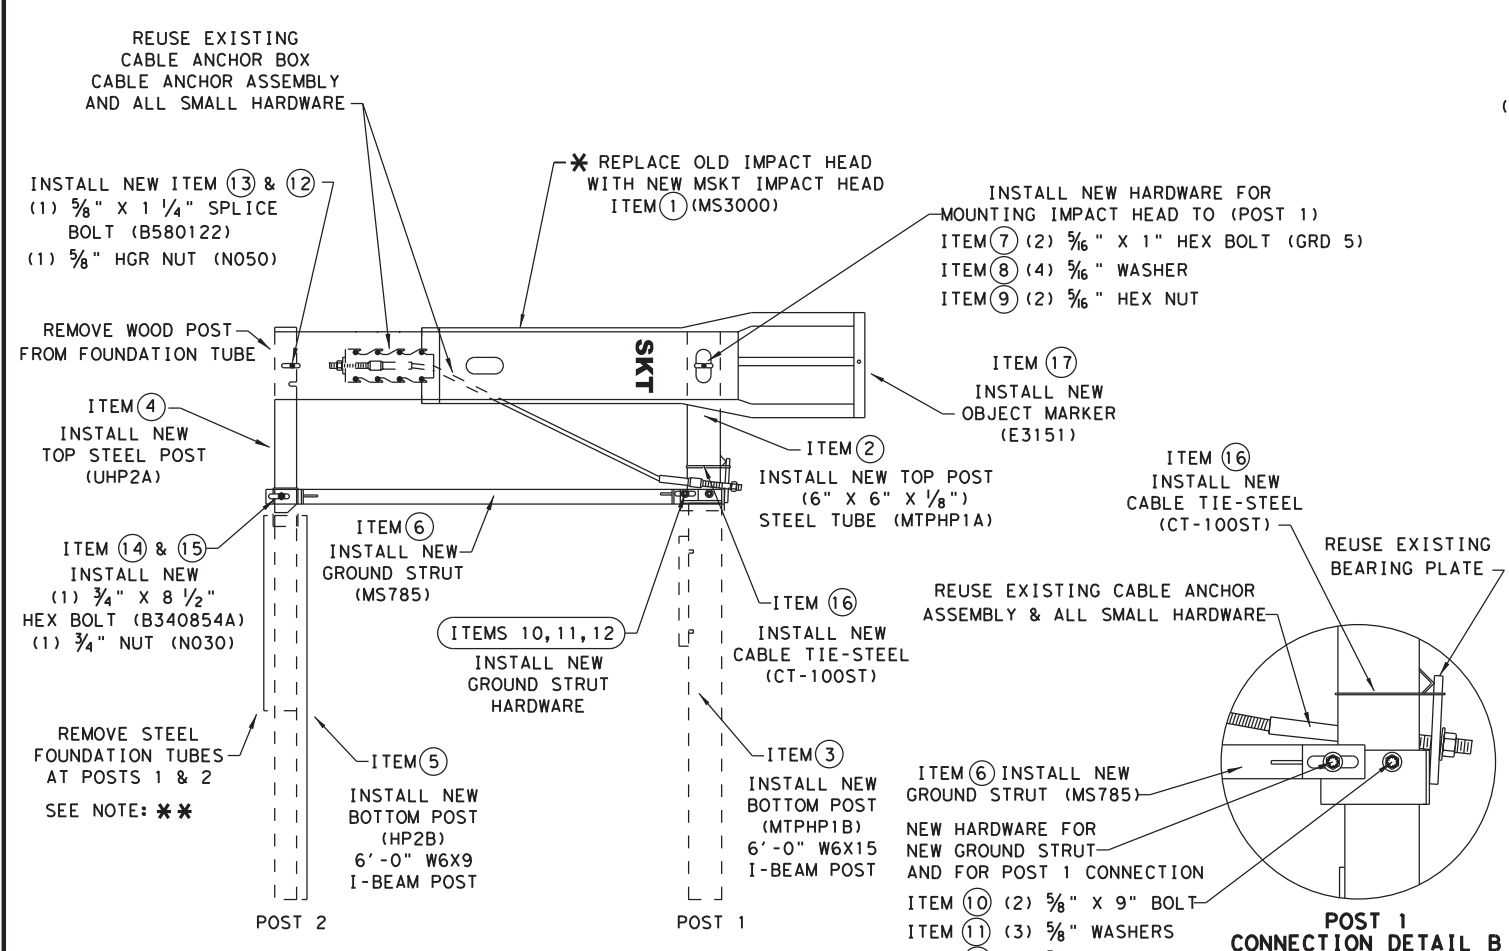 REUSE EXISTING
CABLE ANCHOR BOX
CABLE ANCHOR ASSEMBLY
AND ALL SMALL HARDWARE
INSTALL NEW ITEM 13 & 12
(1) 5/8" X 1 1/4" SPLICE
BOLT (B580122)
(1) 5/8" HGR NUT (N050)
* REPLACE OLD IMPACT HEAD
WITH NEW MSKT IMPACT HEAD
ITEM 1 (MS3000)
INSTALL NEW HARDWARE FOR
MOUNTING IMPACT HEAD TO (POST 1)
ITEM 7 (2) 5/16" X 1" HEX BOLT (GRD 5)
ITEM 8 (4) 5/16" WASHER
ITEM 9 (2) 5/16" HEX NUT
REMOVE WOOD POST
FROM FOUNDATION TUBE
SKT
ITEM 17
INSTALL NEW
OBJECT MARKER
(E3151)
ITEM 4
INSTALL NEW
TOP STEEL POST
(UHP2A)
ITEM 2
INSTALL NEW TOP POST
(6" X 6" X 1/8")
STEEL TUBE (MTPHP1A)
ITEM 16
INSTALL NEW
CABLE TIE-STEEL
(CT-100ST)
REUSE EXISTING
BEARING PLATE
ITEM 14 & 15
INSTALL NEW
(1) 3/4" X 8 1/2"
HEX BOLT (B340854A)
(1) 3/4" NUT (N030)
ITEM 6
INSTALL NEW
GROUND STRUT
(MS785)
ITEMS 10, 11, 12
INSTALL NEW
GROUND STRUT
HARDWARE
ITEM 16
INSTALL NEW
CABLE TIE-STEEL
(CT-100ST)
REUSE EXISTING CABLE ANCHOR
ASSEMBLY & ALL SMALL HARDWARE
REMOVE STEEL
FOUNDATION TUBES
AT POSTS 1 & 2
SEE NOTE: * *
ITEM 5
INSTALL NEW
BOTTOM POST
(HP2B)
6'-0" W6X9
I-BEAM POST
ITEM 3
INSTALL NEW
BOTTOM POST
(MTPHP1B)
6'-0" W6X15
I-BEAM POST
ITEM 6 INSTALL NEW
GROUND STRUT (MS785)
NEW HARDWARE FOR
NEW GROUND STRUT
AND FOR POST 1 CONNECTION
ITEM 10 (2) 5/8" X 9" BOLT
ITEM 11 (3) 5/8" WASHERS
POST 2
POST 1
POST 1
CONNECTION DETAIL B